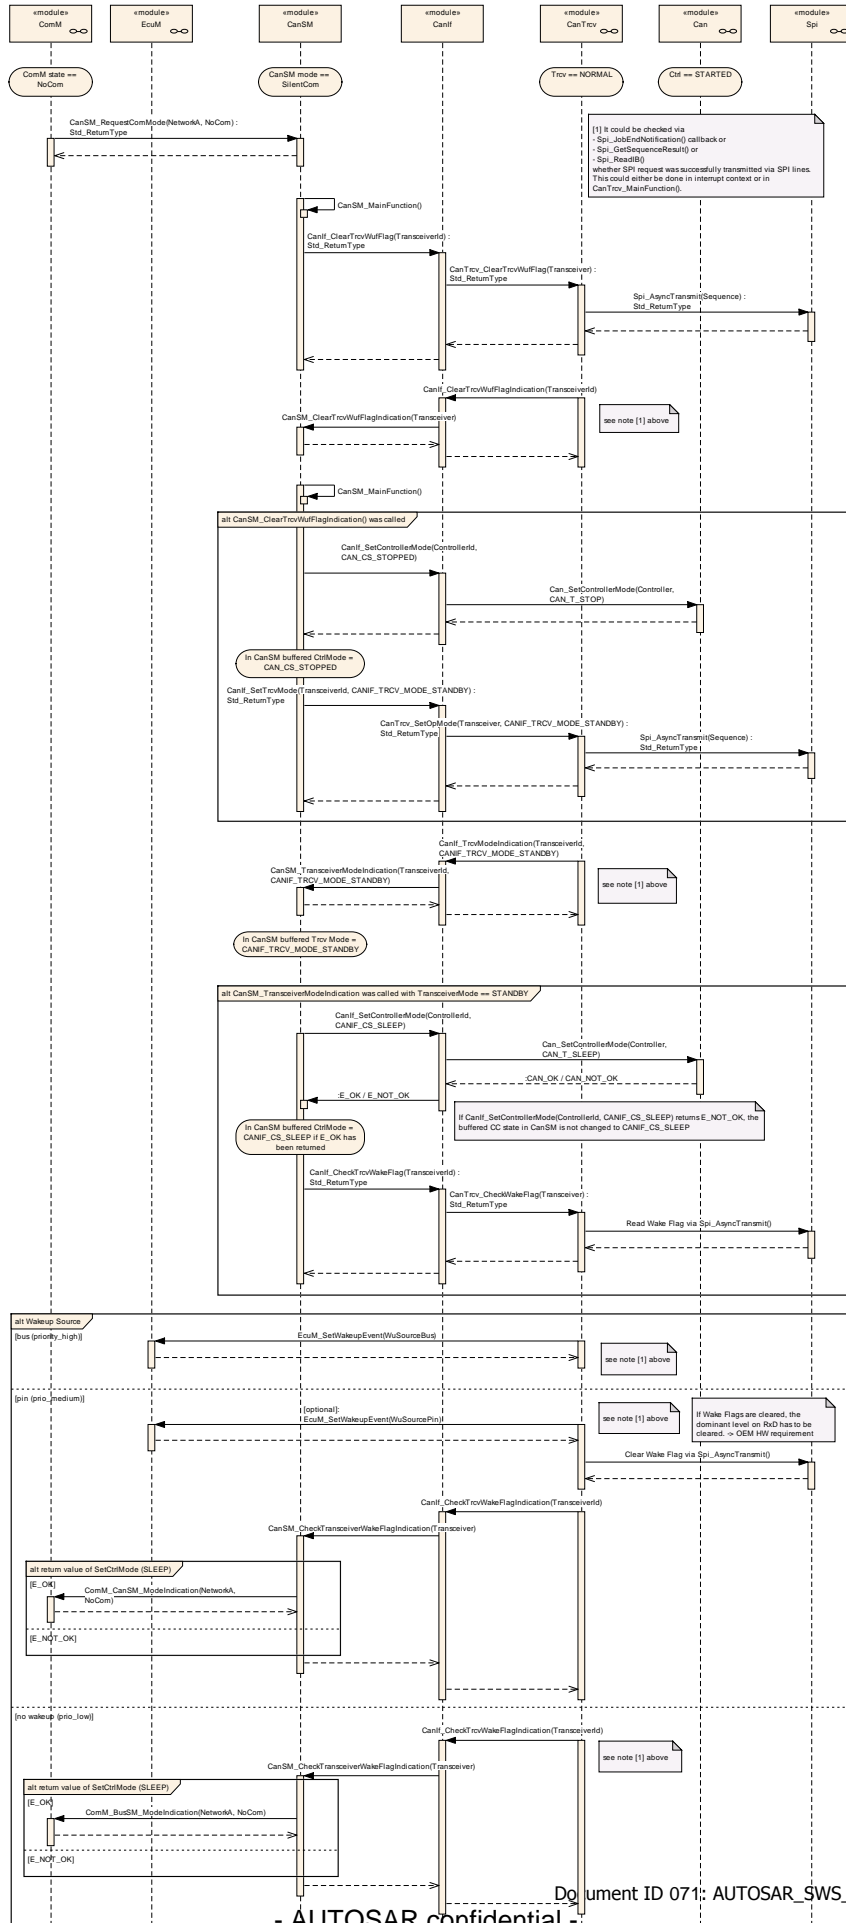 «module»
ComM
«module»
EcuM
«module»
CanSM
«module»
CanIf
«module»
CanTrcv
«module»
Can
«module»
Spi
ComM state ==
NoCom
CanSM mode ==
SilentCom
Trcv == NORMAL
Ctrl == STARTED
CanSM_RequestComMode(NetworkA, NoCom) :
Std_ReturnType
[1] It could be checked via
- Spi_JobEndNotification() callback or
- Spi_GetSequenceResult() or
- Spi_ReadIB()
whether SPI request was successfully transmitted via SPI lines.
This could either be done in interrupt context or in
CanTrcv_MainFunction().
CanSM_MainFunction()
CanIf_ClearTrcvWufFlag(TransceiverId) :
Std_ReturnType
CanTrcv_ClearTrcvWufFlag(Transceiver) :
Std_ReturnType
Spi_AsyncTransmit(Sequence) :
Std_ReturnType
CanIf_ClearTrcvWufFlagIndication(TransceiverId)
CanSM_ClearTrcvWufFlagIndication(Transceiver)
see note [1] above
CanSM_MainFunction()
alt CanSM_ClearTrcvWufFlagIndication() was called
CanIf_SetControllerMode(ControllerId,
CAN_CS_STOPPED)
Can_SetControllerMode(Controller,
CAN_T_STOP)
In CanSM buffered CtrlMode =
CAN_CS_STOPPED
CanIf_SetTrcvMode(TransceiverId, CANIF_TRCV_MODE_STANDBY) :
Std_ReturnType
CanTrcv_SetOpMode(Transceiver, CANIF_TRCV_MODE_STANDBY) :
Std_ReturnType
Spi_AsyncTransmit(Sequence) :
Std_ReturnType
CanIf_TrcvModeIndication(TransceiverId,
CANIF_TRCV_MODE_STANDBY)
CanSM_TransceiverModeIndication(TransceiverId,
CANIF_TRCV_MODE_STANDBY)
see note [1] above
In CanSM buffered Trcv Mode =
CANIF_TRCV_MODE_STANDBY
alt CanSM_TransceiverModeIndication was called with TransceiverMode == STANDBY
CanIf_SetControllerMode(ControllerId,
CANIF_CS_SLEEP)
Can_SetControllerMode(Controller,
CAN_T_SLEEP)
:CAN_OK / CAN_NOT_OK
:E_OK / E_NOT_OK
If CanIf_SetControllerMode(ControllerId, CANIF_CS_SLEEP) returns E_NOT_OK, the
buffered CC state in CanSM is not changed to CANIF_CS_SLEEP
In CanSM buffered CtrlMode =
CANIF_CS_SLEEP if E_OK has
been returned
CanIf_CheckTrcvWakeFlag(TransceiverId) :
Std_ReturnType
CanTrcv_CheckWakeFlag(Transceiver) :
Std_ReturnType
Read Wake Flag via Spi_AsyncTransmit()
alt Wakeup Source
[bus (priority_high)]
EcuM_SetWakeupEvent(WuSourceBus)
see note [1] above
[pin (prio_medium)]
[optional]:
EcuM_SetWakeupEvent(WuSourcePin)
see note [1] above
If Wake Flags are cleared, the
dominant level on RxD has to be
cleared. -> OEM HW requirement
Clear Wake Flag via Spi_AsyncTransmit()
CanIf_CheckTrcvWakeFlagIndication(TransceiverId)
CanSM_CheckTransceiverWakeFlagIndication(Transceiver)
alt return value of SetCtrlMode (SLEEP)
[E_OK]
ComM_CanSM_ModeIndication(NetworkA,
NoCom)
[E_NOT_OK]
[no wakeup (prio_low)]
CanIf_CheckTrcvWakeFlagIndication(TransceiverId)
see note [1] above
CanSM_CheckTransceiverWakeFlagIndication(Transceiver)
alt return value of SetCtrlMode (SLEEP)
[E_OK]
ComM_BusSM_ModeIndication(NetworkA, NoCom)
[E_NOT_OK]
Document ID 071: AUTOSAR_SWS_
- AUTOSAR confidential -